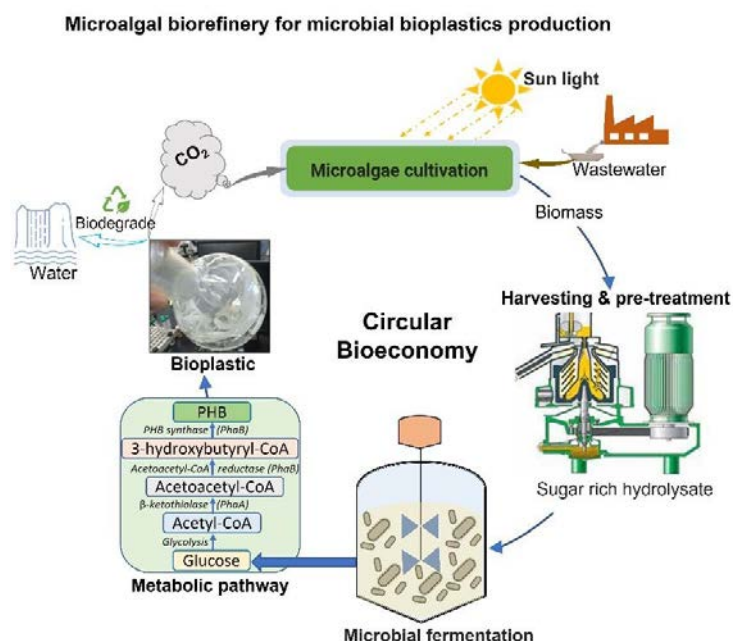 Microalgal biorefinery for microbial bioplastics production
Sun light
CO2
Microalgae cultivation
Wastewater
Biodegrade
Biomass
Water
Harvesting & pre-treatment
Circular
Bioeconomy
Bioplastic
PHB
PHB synthase (PhaB)
3-hydroxybutyryl-CoA
Acetoacetyl-CoA reductase (PhaB)
Acetoacetyl-CoA
β-ketothiolase (PhaA)
Acetyl-CoA
Glycolysis
Glucose
Metabolic pathway
Sugar rich hydrolysate
Microbial fermentation